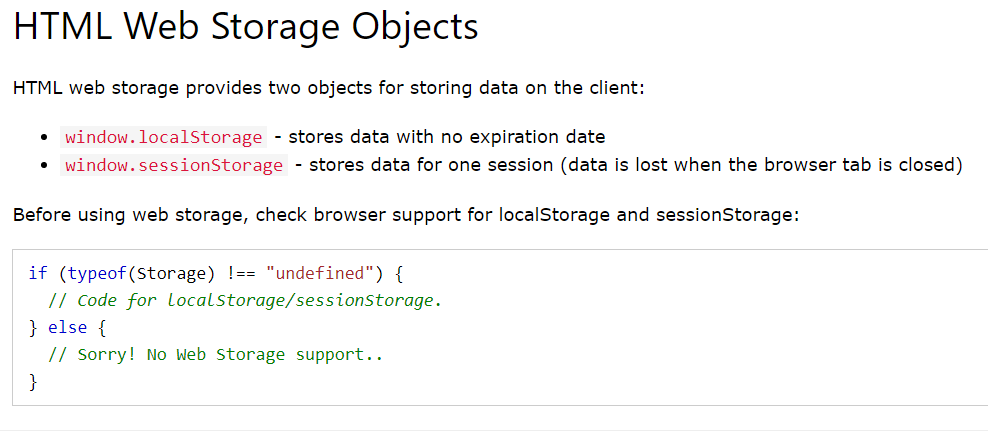 HTML Web Storage Objects
HTML web storage provides two objects for storing data on the client:
• window.localStorage - stores data with no expiration date
• window.sessionStorage - stores data for one session (data is lost when the browser tab is closed)
Before using web storage, check browser support for localStorage and sessionStorage:
if (typeof(Storage) !== "undefined") {
  // Code for localStorage/sessionStorage.
} else {
  // Sorry! No Web Storage support..
}